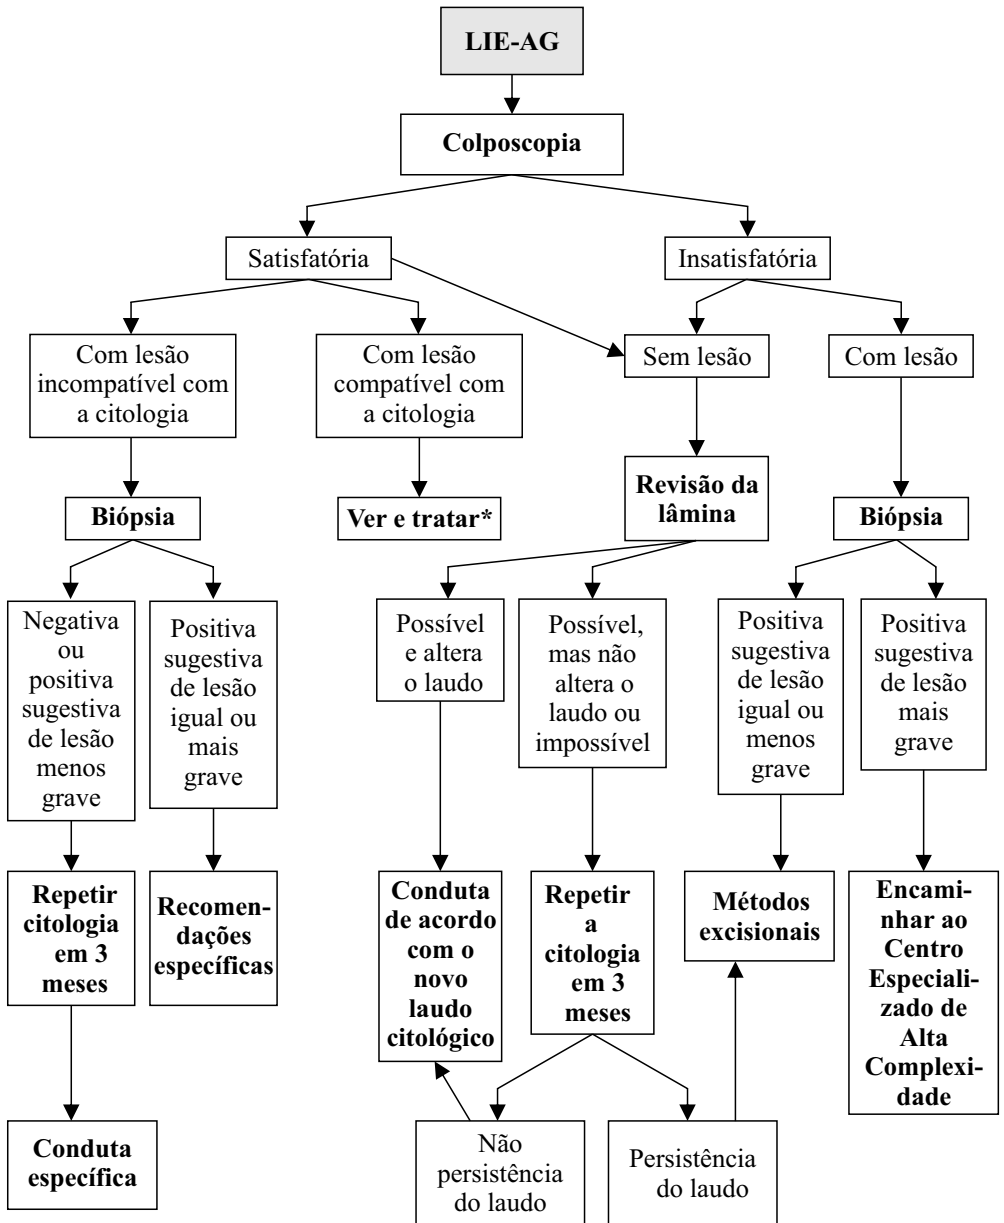 LIE-AG
Colposcopia
Satisfatória
Insatisfatória
Com lesão
incompatível com
a citologia
Com lesão
compatível com
a citologia
Sem lesão
Com lesão
Biópsia
Ver e tratar*
Revisão da
lâmina
Biópsia
Negativa
ou
positiva
sugestiva
de lesão
menos
grave
Positiva
sugestiva
de lesão
igual ou
mais
grave
Possível
e altera
o laudo
Possível,
mas não
altera o
laudo ou
impossível
Positiva
sugestiva
de lesão
igual ou
menos
grave
Positiva
sugestiva
de lesão
mais
grave
Repetir
citologia
em 3
meses
Recomen-
dações
específicas
Conduta
de acordo
com o
novo
laudo
citológico
Repetir
a
citologia
em 3
meses
Métodos
excisionais
Encami-
nhar ao
Centro
Especiali-
zado de
Alta
Complexi-
dade
Conduta
específica
Não
persistência
do laudo
Persistência
do laudo